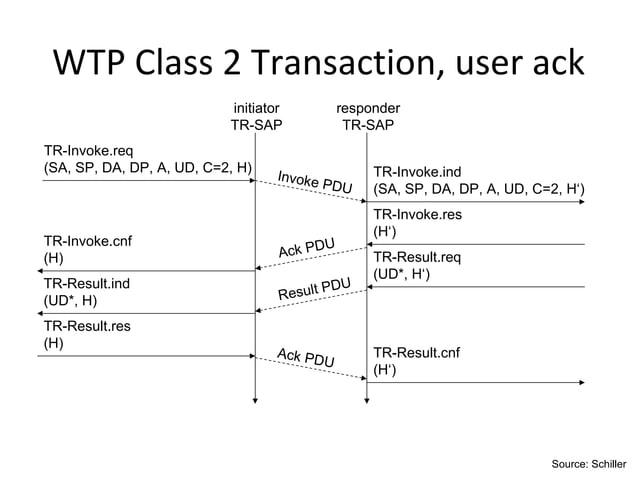 WTP Class 2 Transaction, user ack
initiator
TR-SAP
responder
TR-SAP
TR-Invoke.req
(SA, SP, DA, DP, A, UD, C=2, H)
Invoke PDU
TR-Invoke.ind
(SA, SP, DA, DP, A, UD, C=2, H‘)
TR-Invoke.res
(H‘)
Ack PDU
TR-Invoke.cnf
(H)
TR-Result.req
(UD*, H‘)
Result PDU
TR-Result.ind
(UD*, H)
TR-Result.res
(H)
Ack PDU
TR-Result.cnf
(H‘)
Source: Schiller